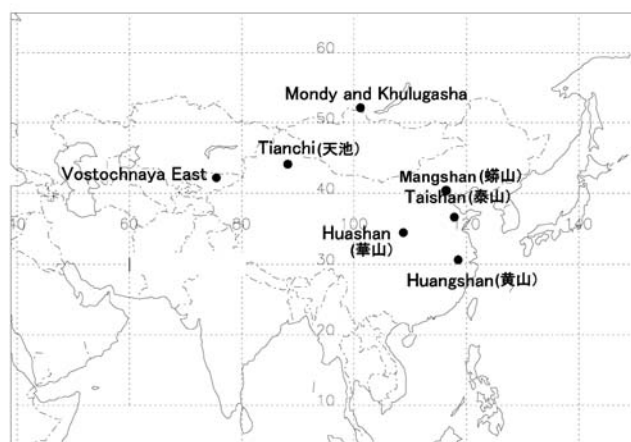 60
Mondy and Khulugasha
50
Tianchi(天池)
Vostochnaya East
Mangshan(蟒山)
40
Taishan(泰山)
40
60
80
100
120
140
Huashan
(華山)
30
Huangshan(黄山)
20
10